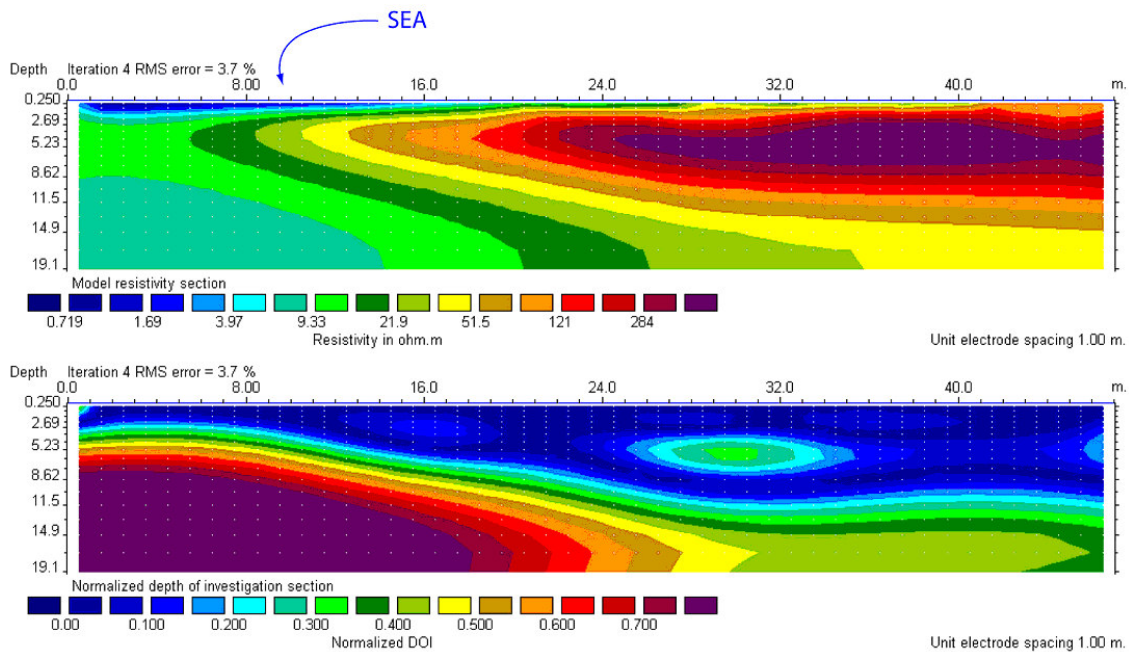 SEA
Depth Iteration 4 RMS error = 3.7 %
0.0 8.00 16.0 24.0 32.0 40.0 m.
0.250
2.69
5.23
8.62
11.5
14.9
19.1
Model resistivity section
0.719 1.69 3.97 9.33 21.9 51.5 121 284
Resistivity in ohm.m Unit electrode spacing 1.00 m.
Depth Iteration 4 RMS error = 3.7 %
0.0 8.00 16.0 24.0 32.0 40.0 m.
0.250
2.69
5.23
8.62
11.5
14.9
19.1
Normalized depth of investigation section
0.00 0.100 0.200 0.300 0.400 0.500 0.600 0.700
Normalized DOI Unit electrode spacing 1.00 m.